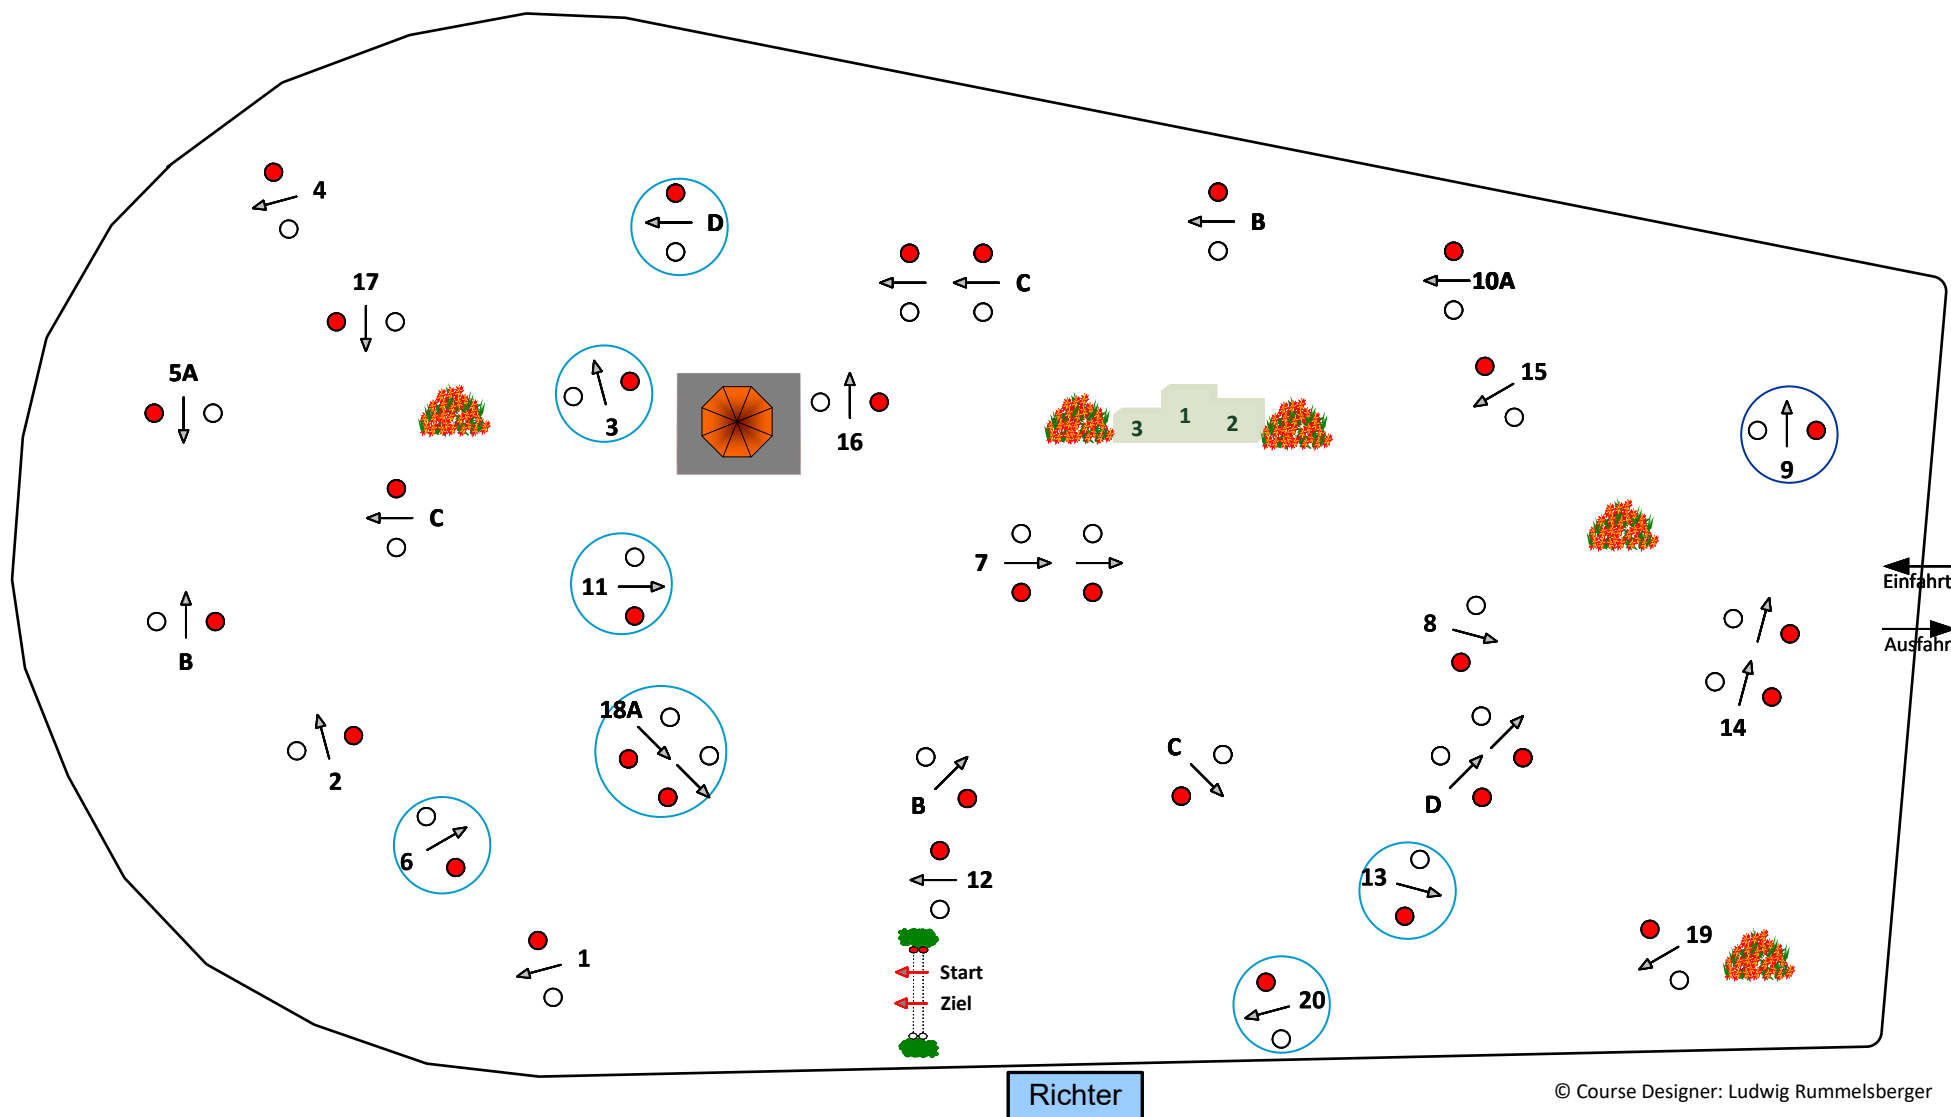 4
D
B
17
C
10A
5A
15
3
16
1
2
3
9
C
7
11
Einfahrt
8
B
Ausfahr
18A
14
2
C
B
D
6
13
12
1
19
Start
20
Ziel
Richter
© Course Designer: Ludwig Rummelsberger